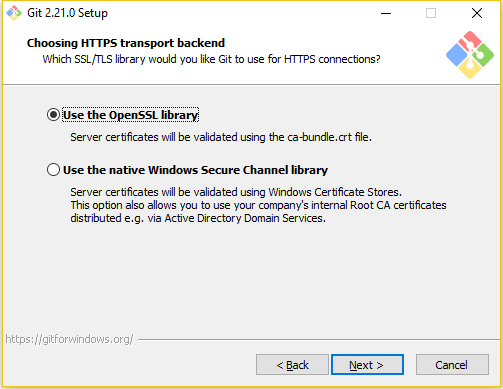 Git 2.21.0 Setup
Choosing HTTPS transport backend
Which SSL/TLS library would you like Git to use for HTTPS connections?
Use the OpenSSL library
Server certificates will be validated using the ca-bundle.crt file.
Use the native Windows Secure Channel library
Server certificates will be validated using Windows Certificate Stores.
This option also allows you to use your company's internal Root CA certificates
distributed e.g. via Active Directory Domain Services.
https://gitforwindows.org/
< Back
Next >
Cancel